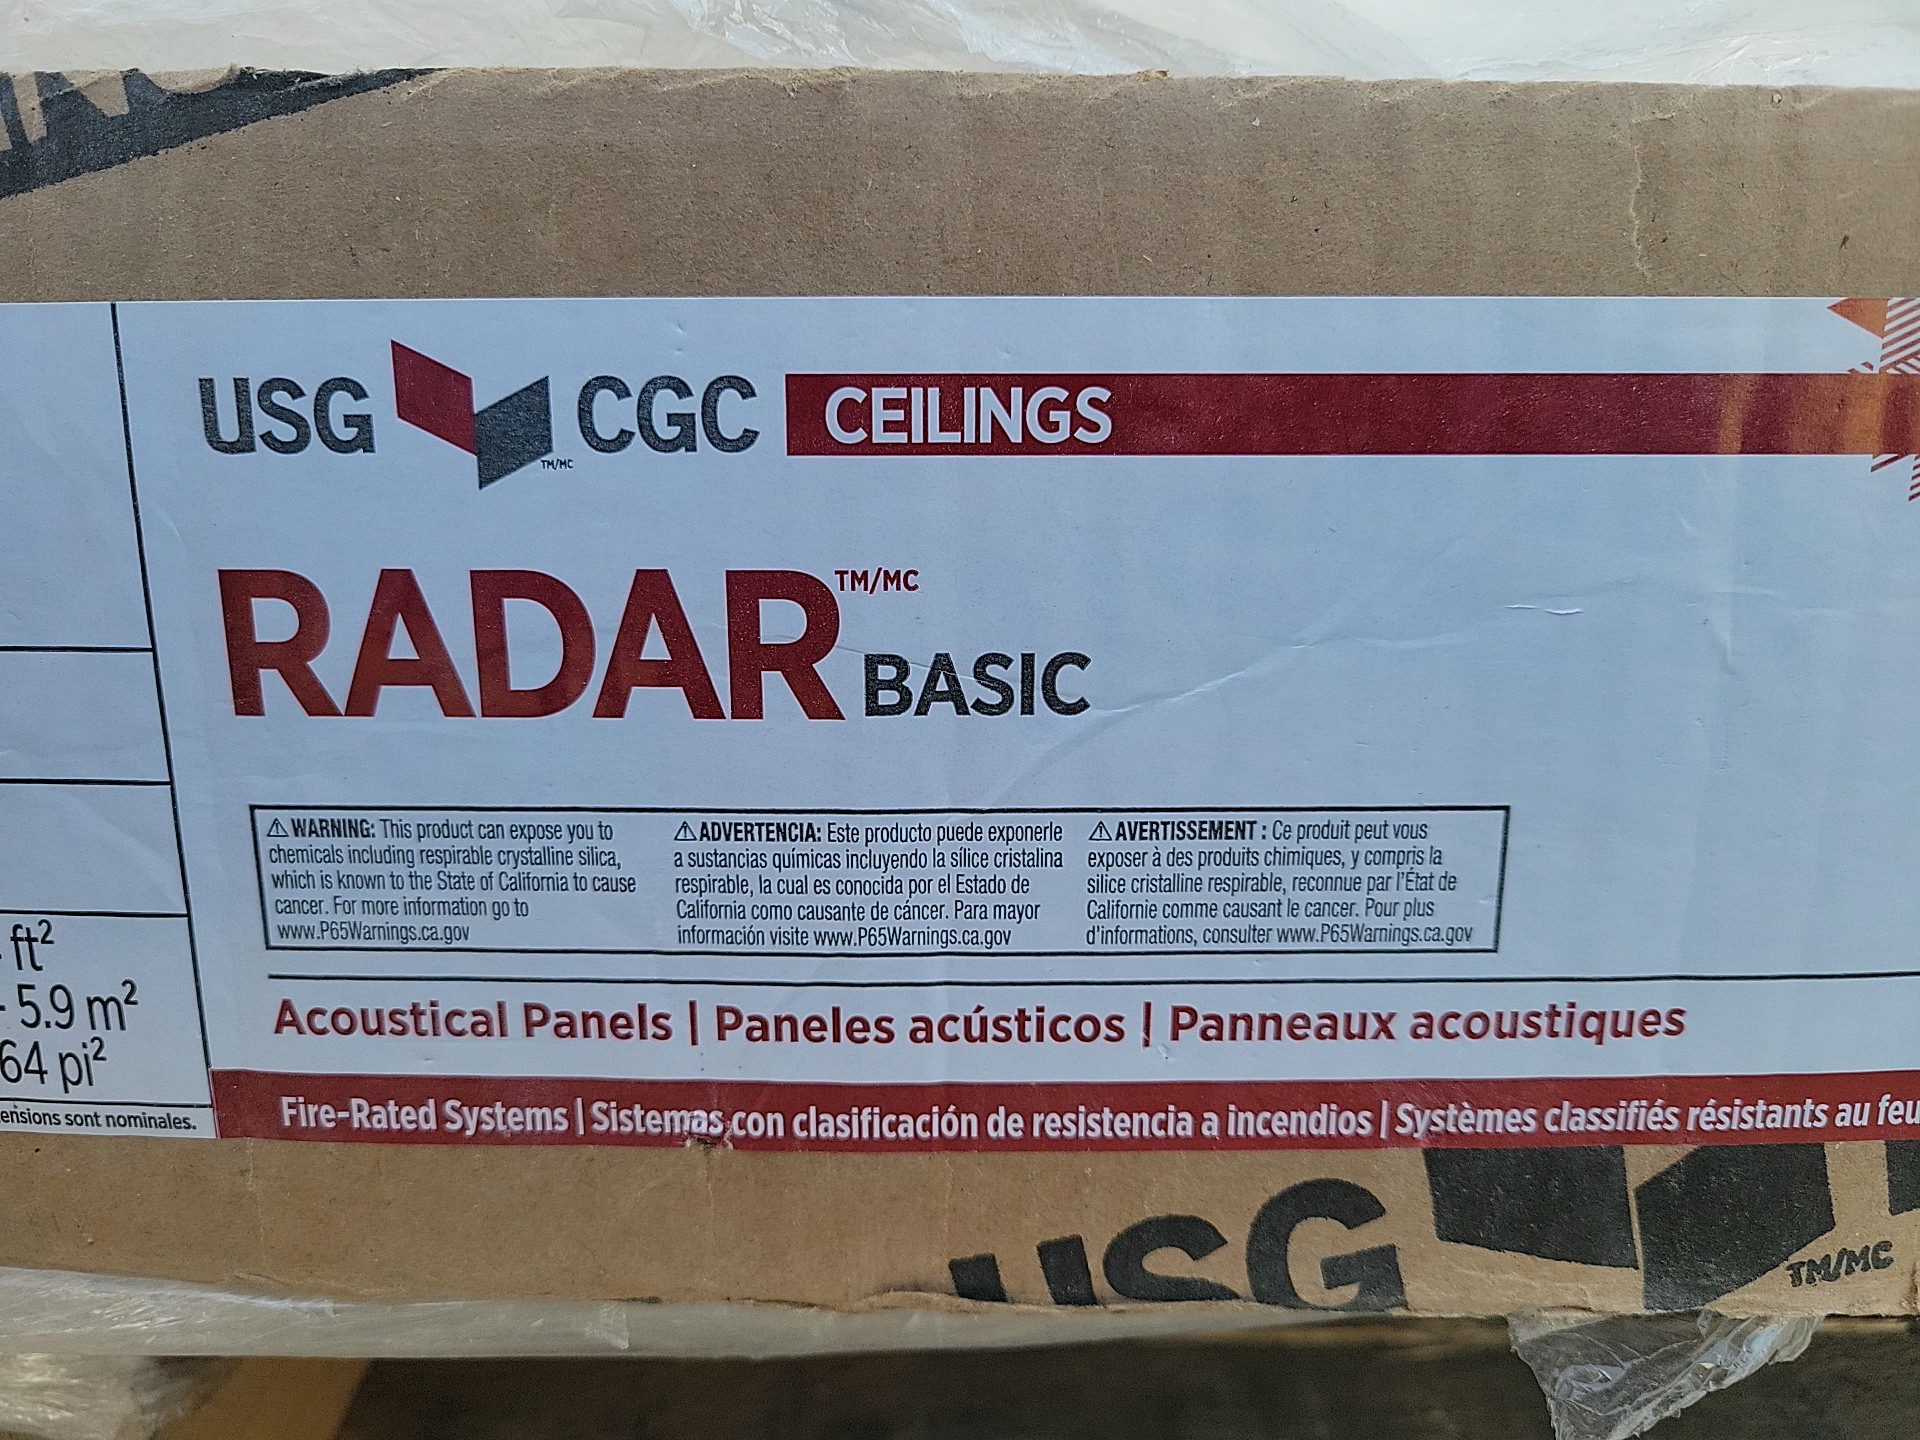 USG CGC CEILINGS
TM/MC
RADAR TM/MC BASIC
⚠ WARNING: This product can expose you to
chemicals including respirable crystalline silica,
which is known to the State of California to cause
cancer. For more information go to
www.P65Warnings.ca.gov
⚠ ADVERTENCIA: Este producto puede exponerle
a sustancias químicas incluyendo la sílice cristalina
respirable, la cual es conocida por el Estado de
California como causante de cáncer. Para mayor
información visite www.P65Warnings.ca.gov
⚠ AVERTISSEMENT : Ce produit peut vous
exposer à des produits chimiques, y compris la
silice cristalline respirable, reconnue par l'État de
Californie comme causant le cancer. Pour plus
d'informations, consulter www.P65Warnings.ca.gov
ft²
5.9 m²
64 pi²
sont nominales.
Acoustical Panels | Paneles acústicos | Panneaux acoustiques
Fire-Rated Systems | Sistemas con clasificación de resistencia a incendios | Systèmes classifiés résistants au feu
USG
TM/MC